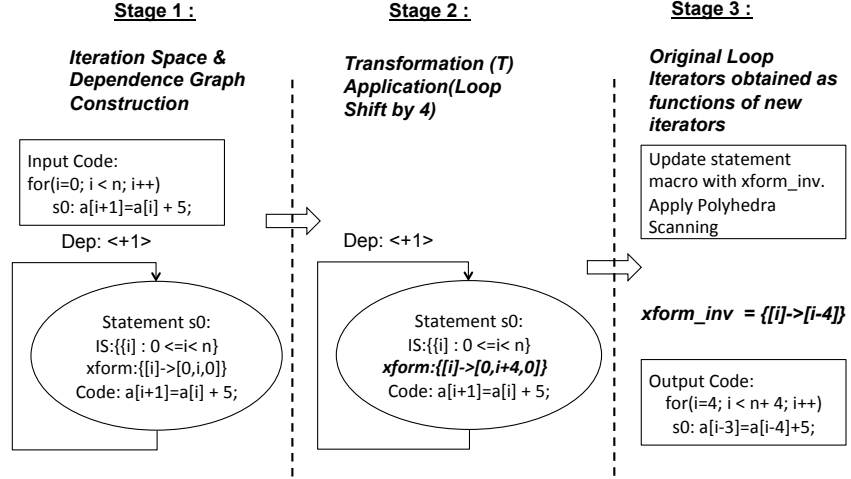 Stage 1 :
Iteration Space &
Dependence Graph
Construction
Input Code:
for(i=0; i < n; i++)
s0: a[i+1]=a[i] + 5;
Dep: <+1>
Statement s0:
IS:{{i] : 0 <=i< n}
xform:{[i]->[0,i,0]}
Code: a[i+1]=a[i] + 5;
Stage 2 :
Transformation (T)
Application(Loop
Shift by 4)
Dep: <+1>
Statement s0:
IS:{{i] : 0 <=i< n}
xform:{[i]->[0,i+4,0]}
Code: a[i+1]=a[i] + 5;
Stage 3 :
Original Loop
Iterators obtained as
functions of new
iterators
Update statement
macro with xform_inv.
Apply Polyhedra
Scanning
xform_inv = {[i]->[i-4]}
Output Code:
for(i=4; i < n+ 4; i++)
s0: a[i-3]=a[i-4]+5;